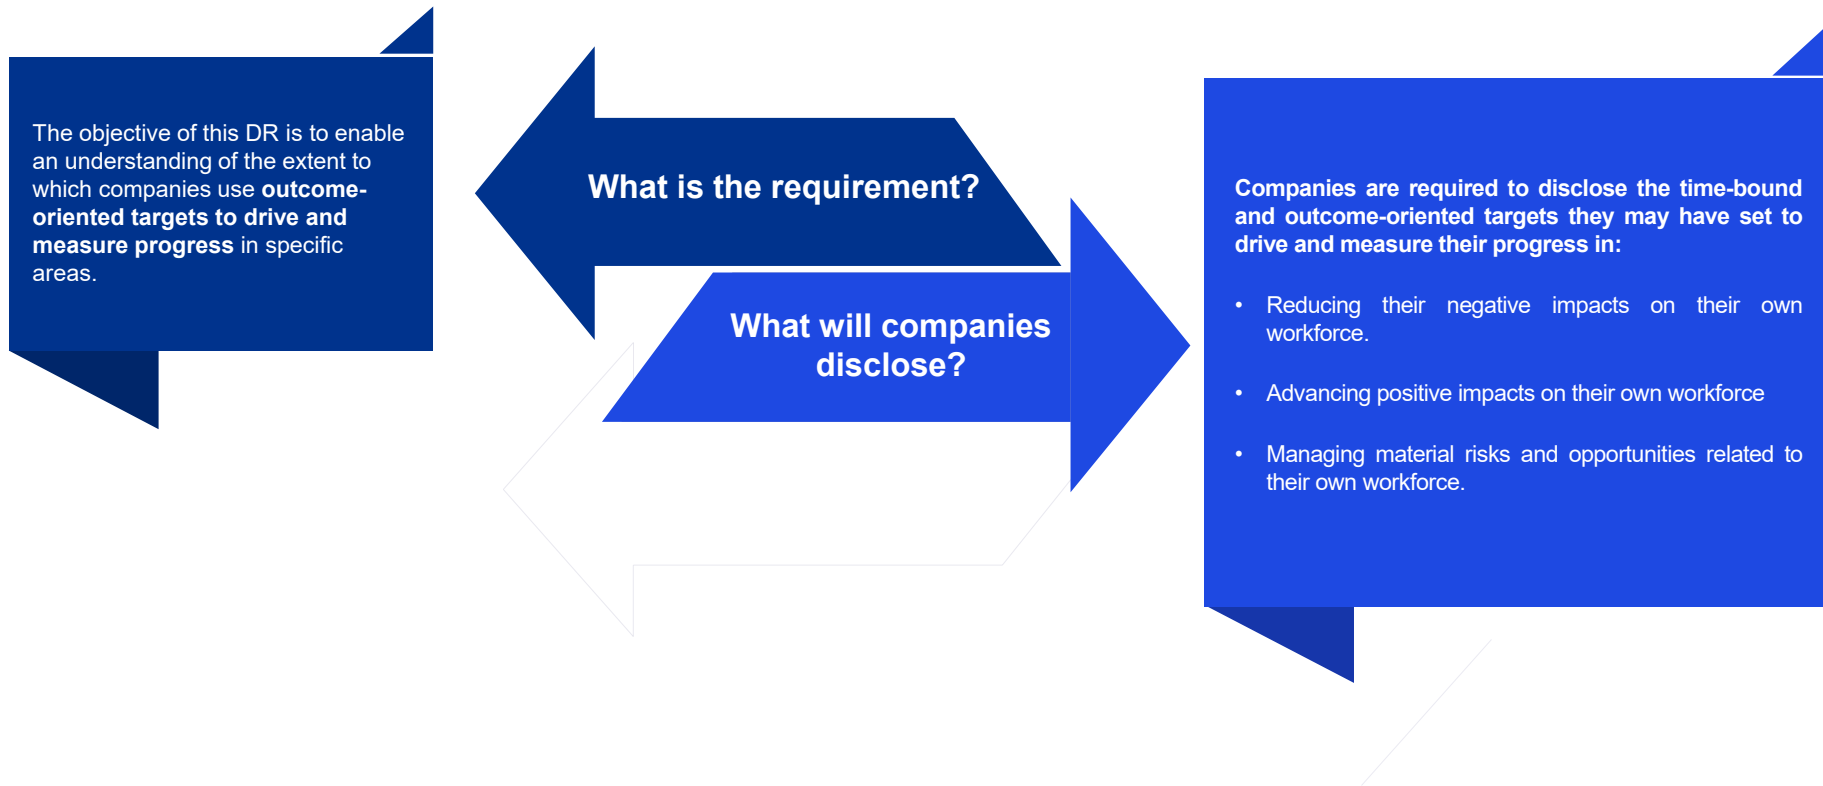 The objective of this DR is to enable
an understanding of the extent to
which companies use outcome-
oriented targets to drive and
measure progress in specific
areas.
What is the requirement?
What will companies
disclose?
Companies are required to disclose the time-bound
and outcome-oriented targets they may have set to
drive and measure their progress in:
• Reducing their negative impacts on their own
workforce.
• Advancing positive impacts on their own workforce
• Managing material risks and opportunities related to
their own workforce.